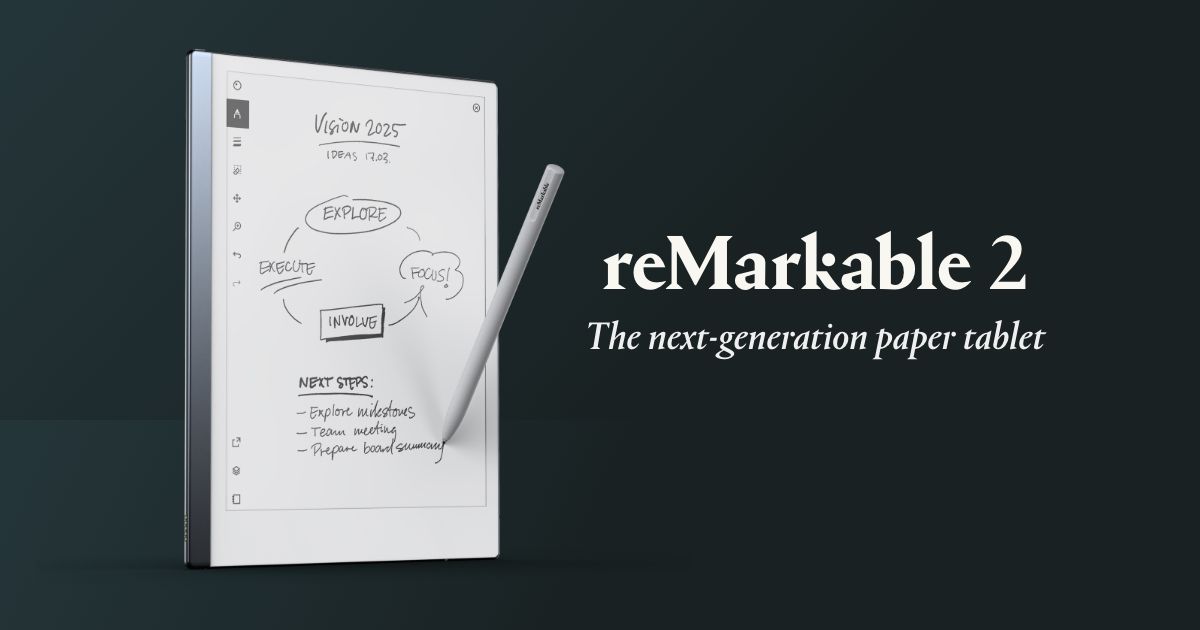 Vision 2025
IDEAS 17.03.
EXPLORE
EXECUTE
FOCUS!
INVOLVE
NEXT STEPS:
– Explore milestones
– Team meeting
– Prepare board summary
reMarkable
reMarkable 2
The next-generation paper tablet